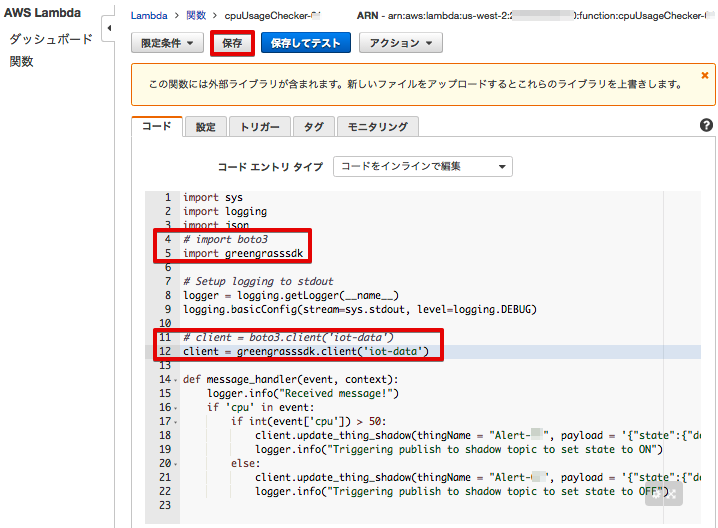 AWS Lambda
ダッシュボード
関数
Lambda 関数 cpuUsageChecker- ARN - arn:aws:lambda:us-west-2:2 0:function:cpuUsageChecker-
限定条件 保存 保存してテスト アクション
この関数には外部ライブラリが含まれます。新しいファイルをアップロードするとこれらのライブラリを上書きします。
コード 設定 トリガー タグ モニタリング
コード エントリ タイプ コードをインラインで編集
1 import sys
2 import logging
3 import json
4 # import boto3
5 import greengrasssdk
6
7 # Setup logging to stdout
8 logger = logging.getLogger(__name__)
9 logging.basicConfig(stream=sys.stdout, level=logging.DEBUG)
10
11 # client = boto3.client('iot-data')
12 client = greengrasssdk.client('iot-data')
13
14 def message_handler(event, context):
15 logger.info("Received message!")
16 if 'cpu' in event:
17 if int(event['cpu']) > 50:
18 client.update_thing_shadow(thingName = "Alert- ", payload = '{"state":{"de
19 logger.info("Triggering publish to shadow topic to set state to ON")
20 else:
21 client.update_thing_shadow(thingName = "Alert- ", payload = '{"state":{"de
22 logger.info("Triggering publish to shadow topic to set state to OFF")
23